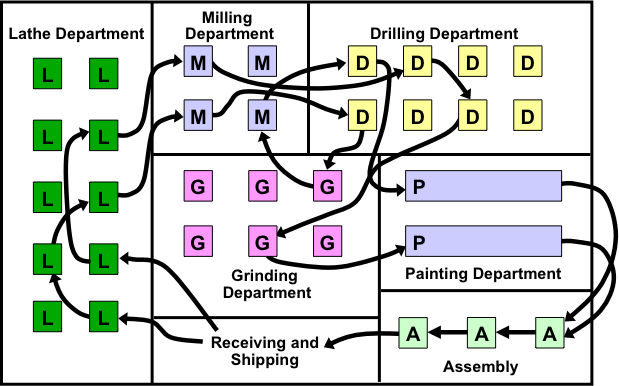 Lathe Department
Milling
Department
Drilling Department
L L
M M
D D D D
L L
M M
D D D D
L L
G G G
P
L L
G G G
P
Grinding
Department
Painting Department
L L
Receiving and
Shipping
A A A
Assembly